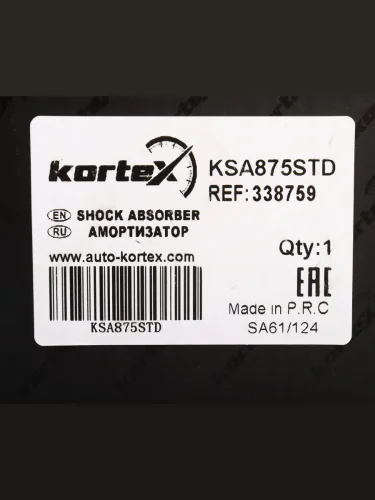 kortex
KSA875STD
REF:338759
EN SHOCK ABSORBER
RU АМОРТИЗАТОР
www.auto-kortex.com
Qty:1
KSA875STD
EAC
Made in P.R.C
SA61/124